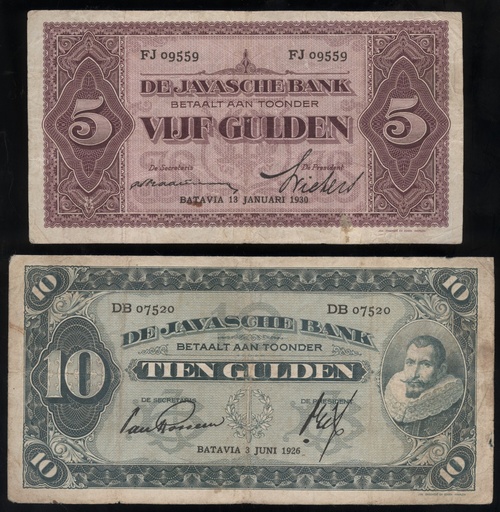 FJ 09559 FJ 09559
DE JAVASCHE BANK
BETAALT AAN TOONDER
5 VIJF GULDEN 5
De Secretaris De President
BATAVIA 13 JANUARI 1930
10 10
DB 07520 DB 07520
DE JAVASCHE BANK
BETAALT AAN TOONDER
10 TIEN GULDEN
DE SECRETARIS DE PRESIDENT
BATAVIA 3 JUNI 1926
10 10